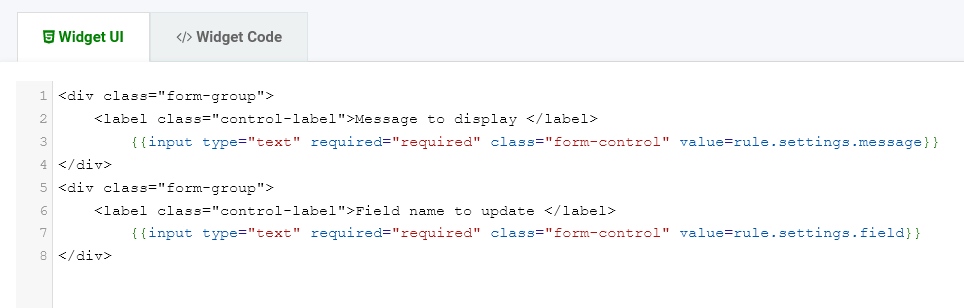 Widget UI </> Widget Code
1 <div class="form-group">
2 <label class="control-label">Message to display </label>
3 {{input type="text" required="required" class="form-control" value=rule.settings.message}}
4 </div>
5 <div class="form-group">
6 <label class="control-label">Field name to update </label>
7 {{input type="text" required="required" class="form-control" value=rule.settings.field}}
8 </div>